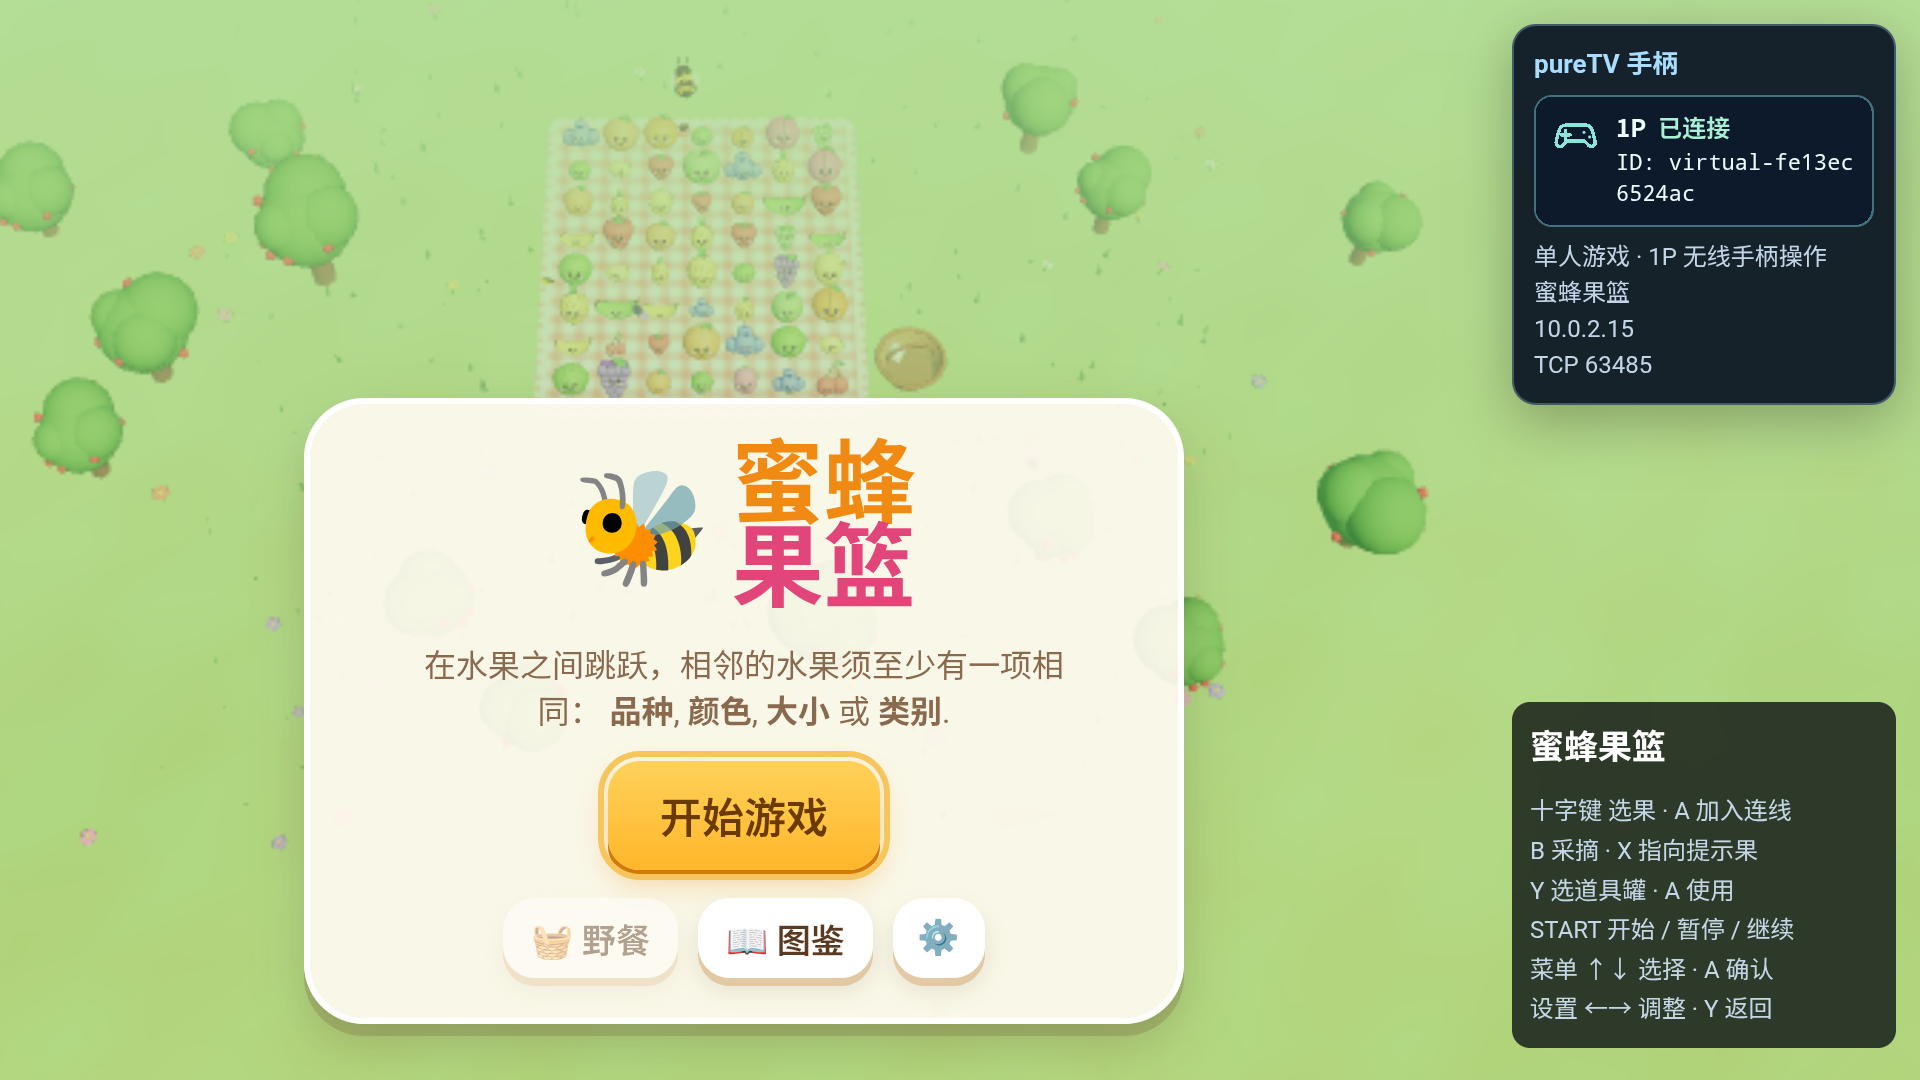 pureTV 手柄
1P 已连接
ID: virtual-fe13ec
6524ac
单人游戏 · 1P 无线手柄操作
蜜蜂果篮
10.0.2.15
TCP 63485
蜜蜂
果篮
在水果之间跳跃，相邻的水果须至少有一项相
同： 品种, 颜色, 大小 或 类别.
开始游戏
野餐
图鉴
蜜蜂果篮
十字键 选果 · A 加入连线
B 采摘 · X 指向提示果
Y 选道具罐 · A 使用
START 开始 / 暂停 / 继续
菜单 ↑↓ 选择 · A 确认
设置 ←→ 调整 · Y 返回